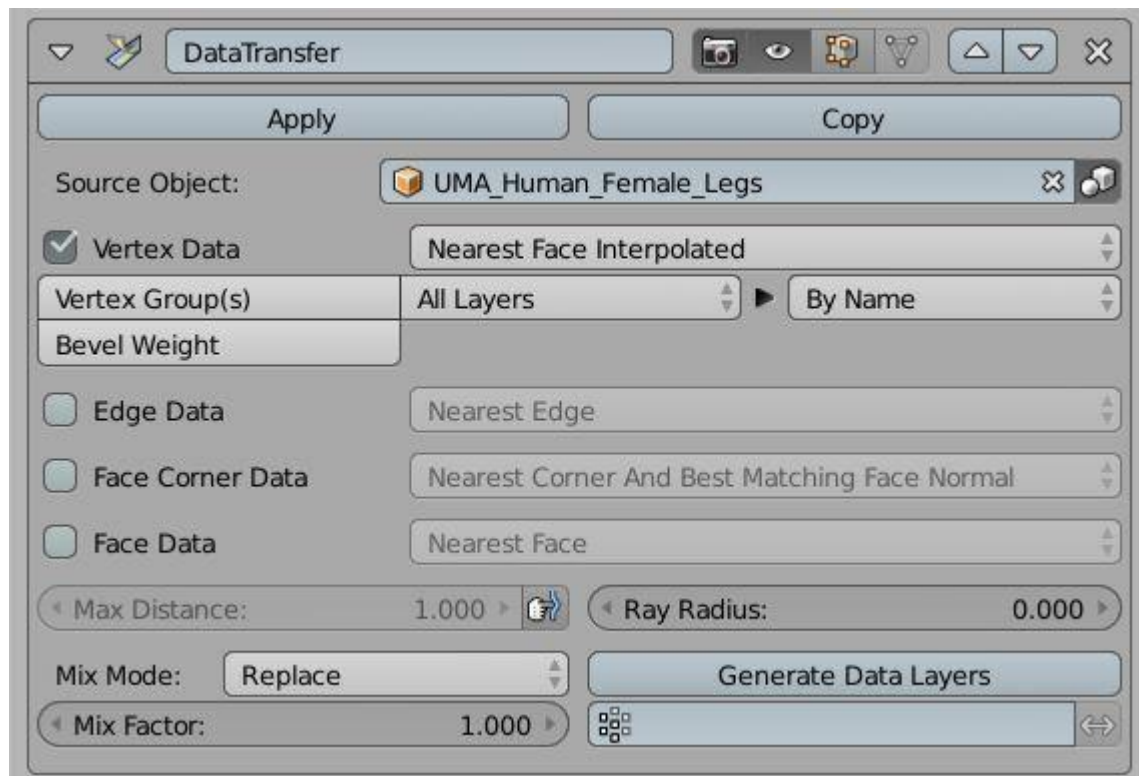 DataTransfer
Apply Copy
Source Object: UMA_Human_Female_Legs
Vertex Data Nearest Face Interpolated
Vertex Group(s) All Layers By Name
Bevel Weight
Edge Data Nearest Edge
Face Corner Data Nearest Corner And Best Matching Face Normal
Face Data Nearest Face
Max Distance: 1.000 Ray Radius: 0.000
Mix Mode: Replace Generate Data Layers
Mix Factor: 1.000